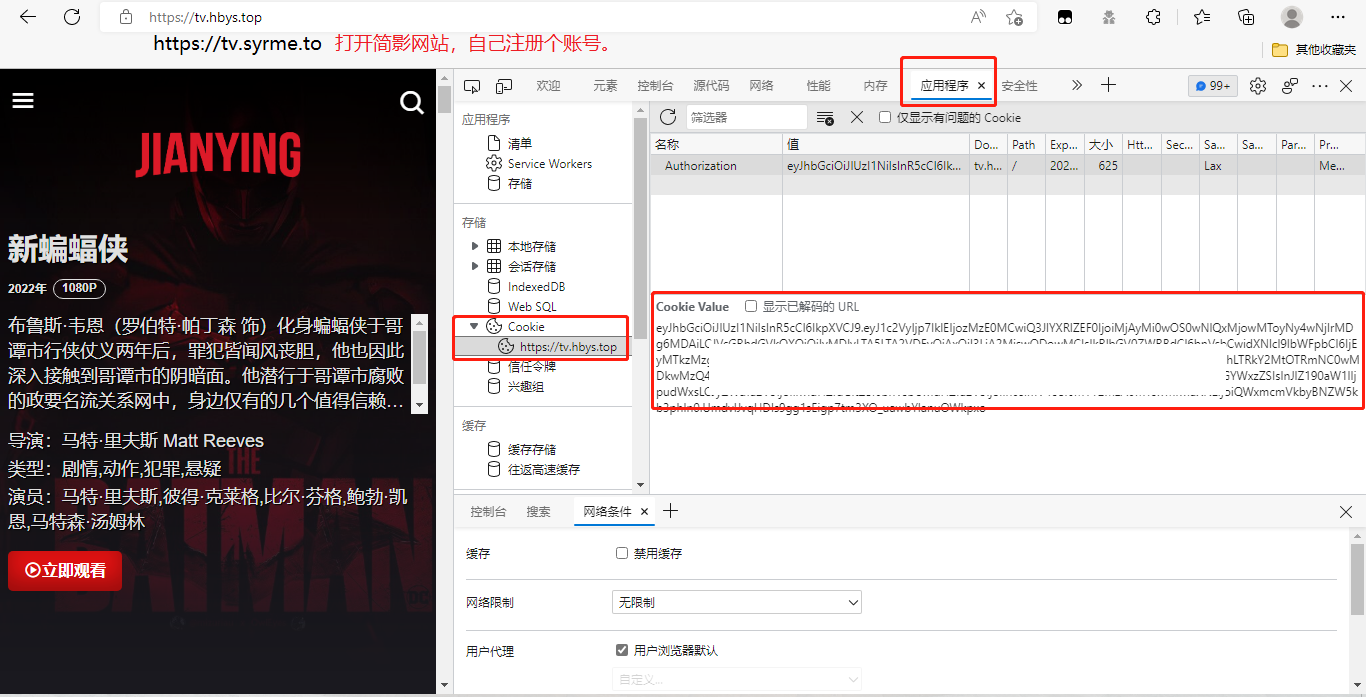 https://tv.hbys.top
https://tv.syrme.to 打开简影网站，自己注册个账号。
其他收藏夹
JIANYING
新蝙蝠侠
2022年 1080P
布鲁斯·韦恩（罗伯特·帕丁森 饰）化身蝙蝠侠于哥
谭市行侠仗义两年后，罪犯皆闻风丧胆，他也因此
深入接触到哥谭市的阴暗面。他潜行于哥谭市腐败
的政要名流关系网中，身边仅有的几个值得信赖...
导演：马特·里夫斯 Matt Reeves
类型：剧情,动作,犯罪,悬疑
演员：马特·里夫斯,彼得·克莱格,比尔·芬格,鲍勃·凯
恩,马特森·汤姆林
立即观看
THE
BATMAN
欢迎 元素 控制台 源代码 网络 性能 内存 应用程序 安全性 99+
应用程序
清单
Service Workers
存储
存储
本地存储
会话存储
IndexedDB
Web SQL
Cookie
https://tv.hbys.top
信任令牌
兴趣组
缓存
缓存存储
往返高速缓存
筛选器 仅显示有问题的 Cookie
名称 值 Do... Path Exp... 大小 Htt... Sec... Sa... Sa... Par... Pr...
Authorization eyJhbGciOiJIUzI1NiIsInR5cCI6Ik... tv.h... / 202... 625 Lax Me...
Cookie Value 显示已解码的 URL
控制台 搜索 网络条件
缓存 禁用缓存
网络限制 无限制
用户代理 用户浏览器默认
自定义...